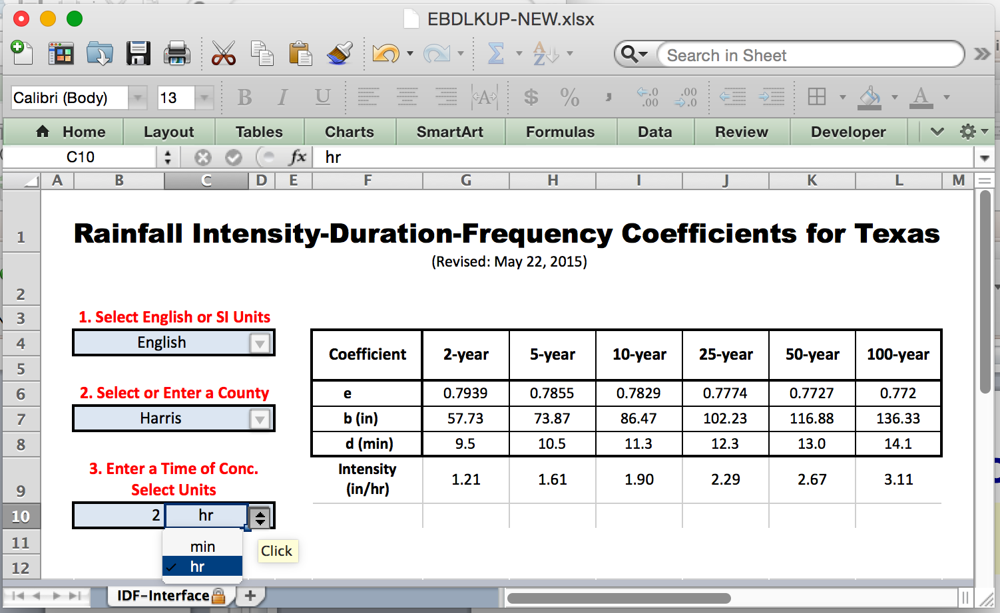 EBDLKUP-NEW.xlsx
Search in Sheet
Calibri (Body) 13 B I U $ % .0 .00 .00 .0 A
Home Layout Tables Charts SmartArt Formulas Data Review Developer
C10 fx hr
A B C D E F G H I J K L M
1 Rainfall Intensity-Duration-Frequency Coefficients for Texas
(Revised: May 22, 2015)
2
3 1. Select English or SI Units
4 English Coefficient 2-year 5-year 10-year 25-year 50-year 100-year
5
6 2. Select or Enter a County e 0.7939 0.7855 0.7829 0.7774 0.7727 0.772
7 Harris b (in) 57.73 73.87 86.47 102.23 116.88 136.33
8 d (min) 9.5 10.5 11.3 12.3 13.0 14.1
3. Enter a Time of Conc. Intensity
9 Select Units (in/hr) 1.21 1.61 1.90 2.29 2.67 3.11
10 2 hr
11 min Click
12 hr
IDF-Interface +